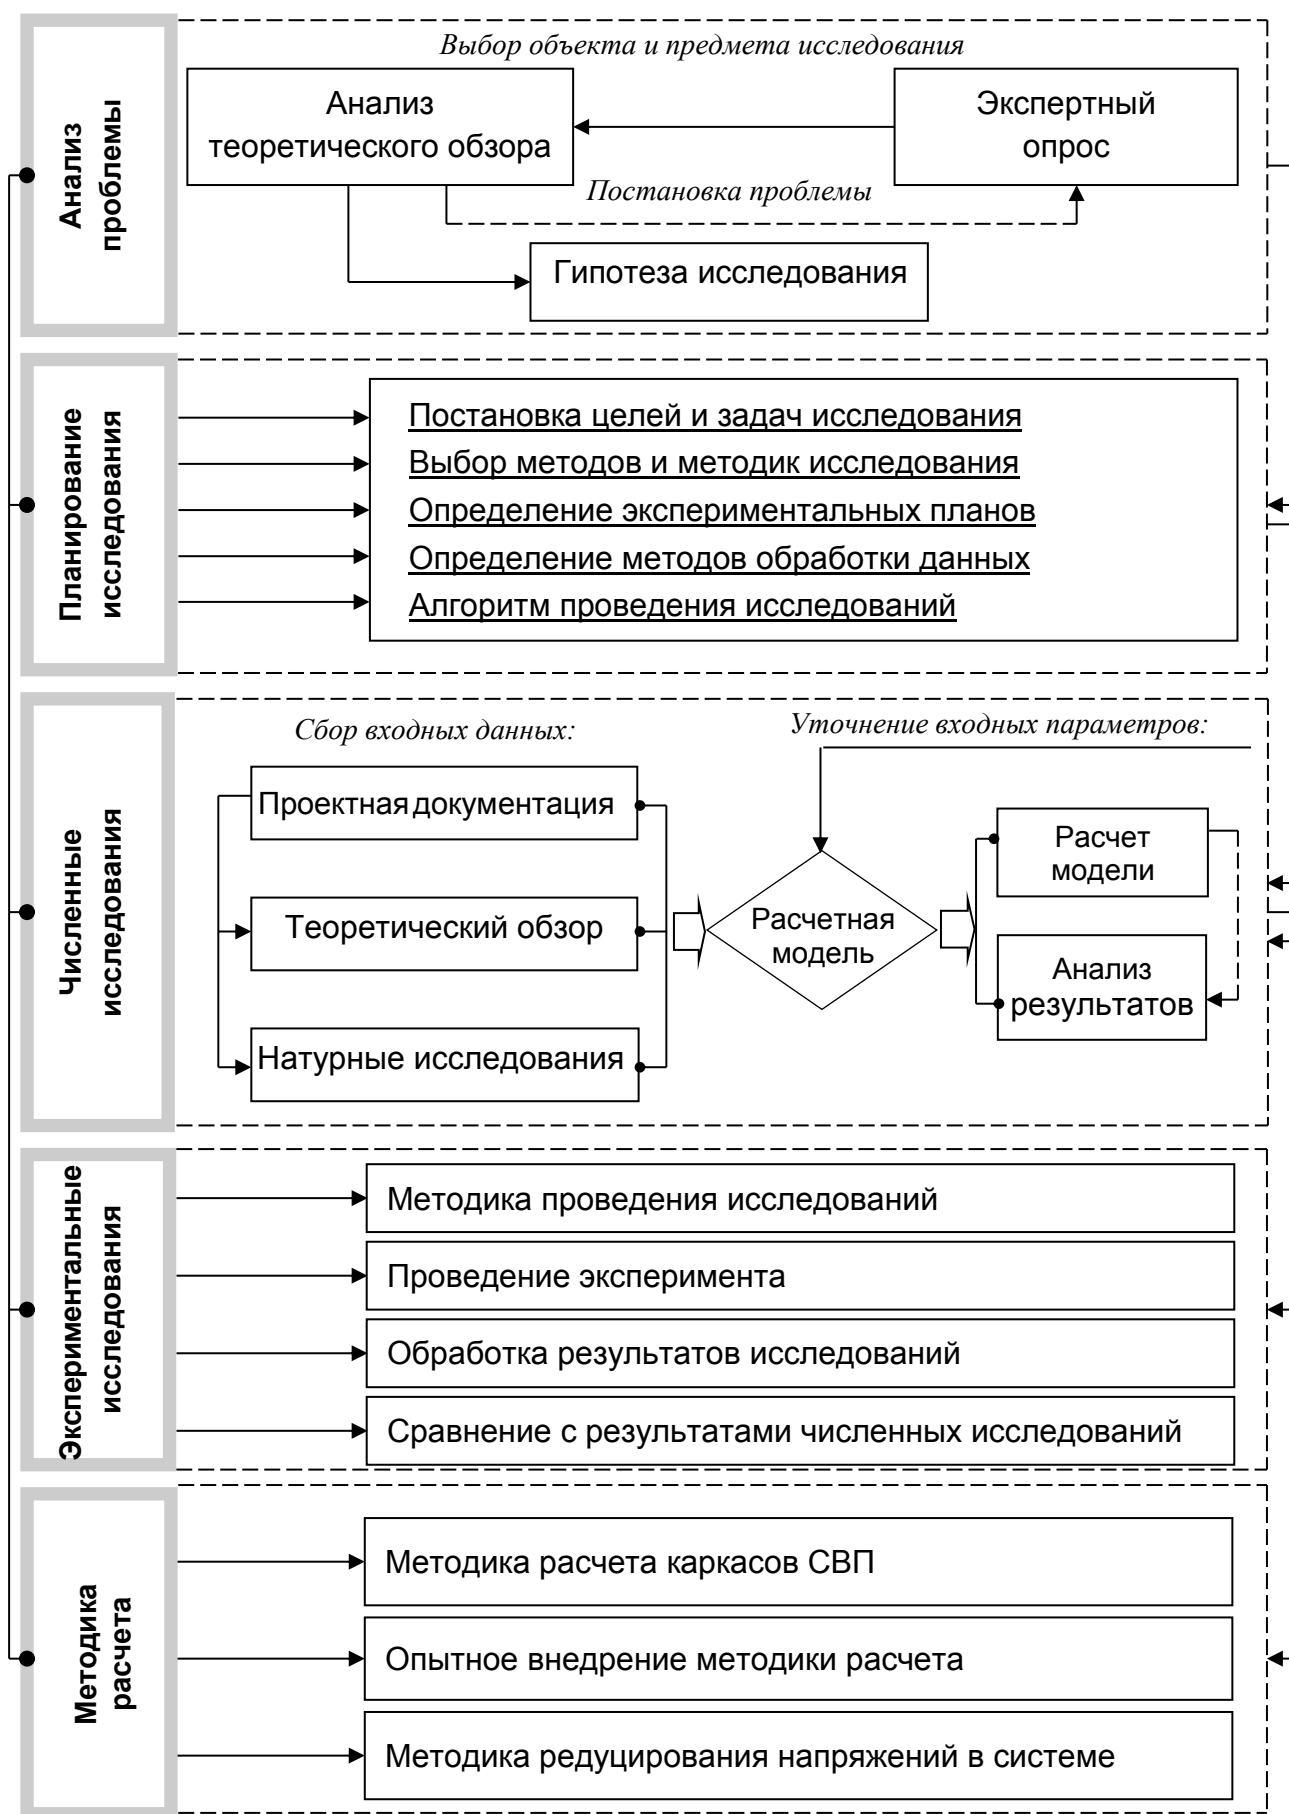 Анализ
проблемы
Выбор объекта и предмета исследования
Анализ
теоретического обзора
Экспертный
опрос
Постановка проблемы
Гипотеза исследования
Планирование
исследования
Постановка целей и задач исследования
Выбор методов и методик исследования
Определение экспериментальных планов
Определение методов обработки данных
Алгоритм проведения исследований
Численные
исследования
Сбор входных данных:
Уточнение входных параметров:
Проектная документация
Теоретический обзор
Натурные исследования
Расчетная
модель
Расчет
модели
Анализ
результатов
Экспериментальные
исследования
Методика проведения исследований
Проведение эксперимента
Обработка результатов исследований
Сравнение с результатами численных исследований
Методика
расчета
Методика расчета каркасов СВП
Опытное внедрение методики расчета
Методика редуцирования напряжений в системе